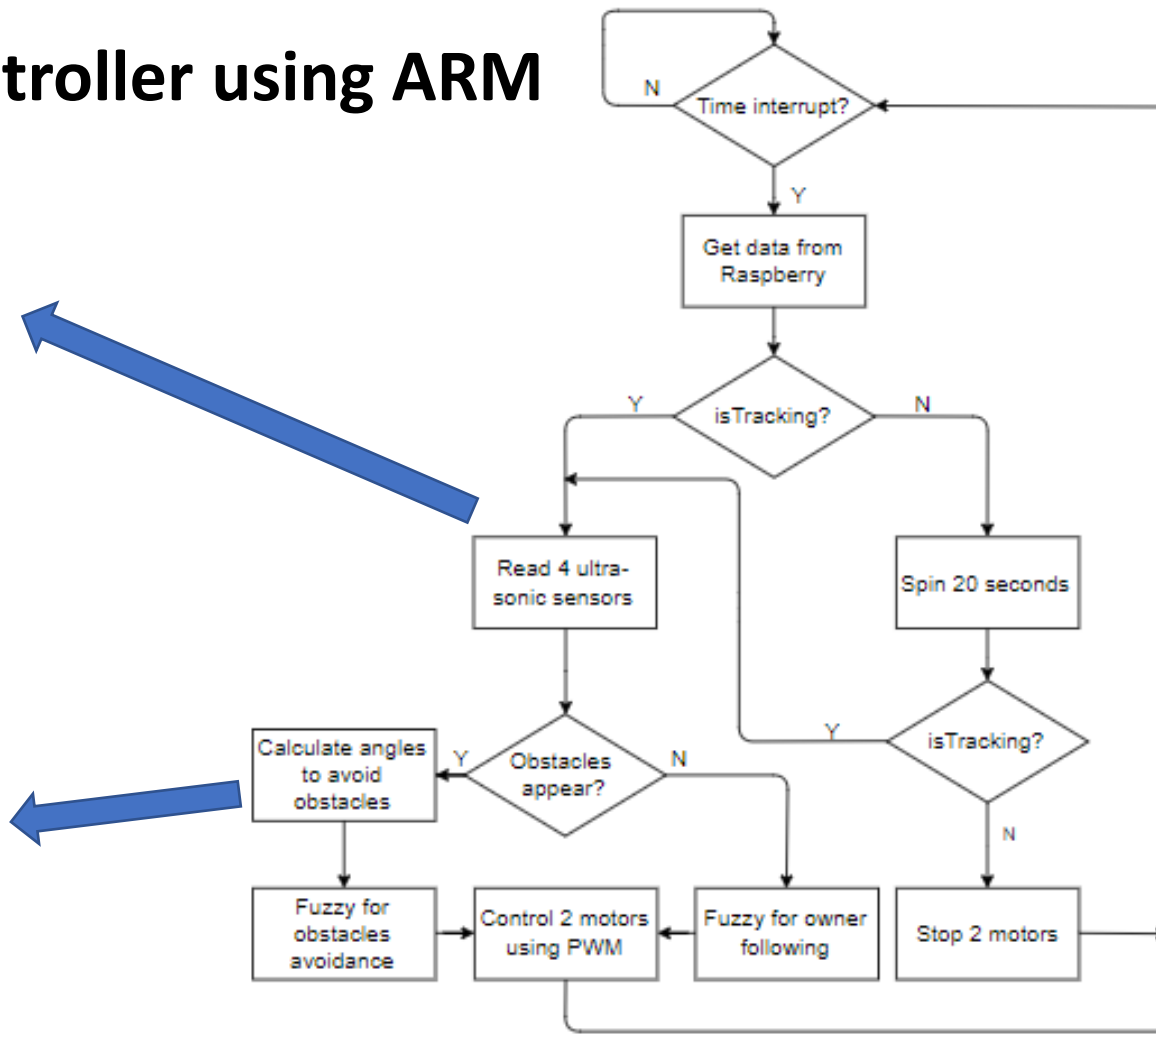 troller using ARM
N
Time interrupt?
Y
Get data from
Raspberry
Y
isTracking?
N
Read 4 ultra-
sonic sensors
Spin 20 seconds
Y
isTracking?
Calculate angles
to avoid
obstacles
Y
Obstacles
appear?
N
N
Fuzzy for
obstacles
avoidance
Control 2 motors
using PWM
Fuzzy for owner
following
Stop 2 motors